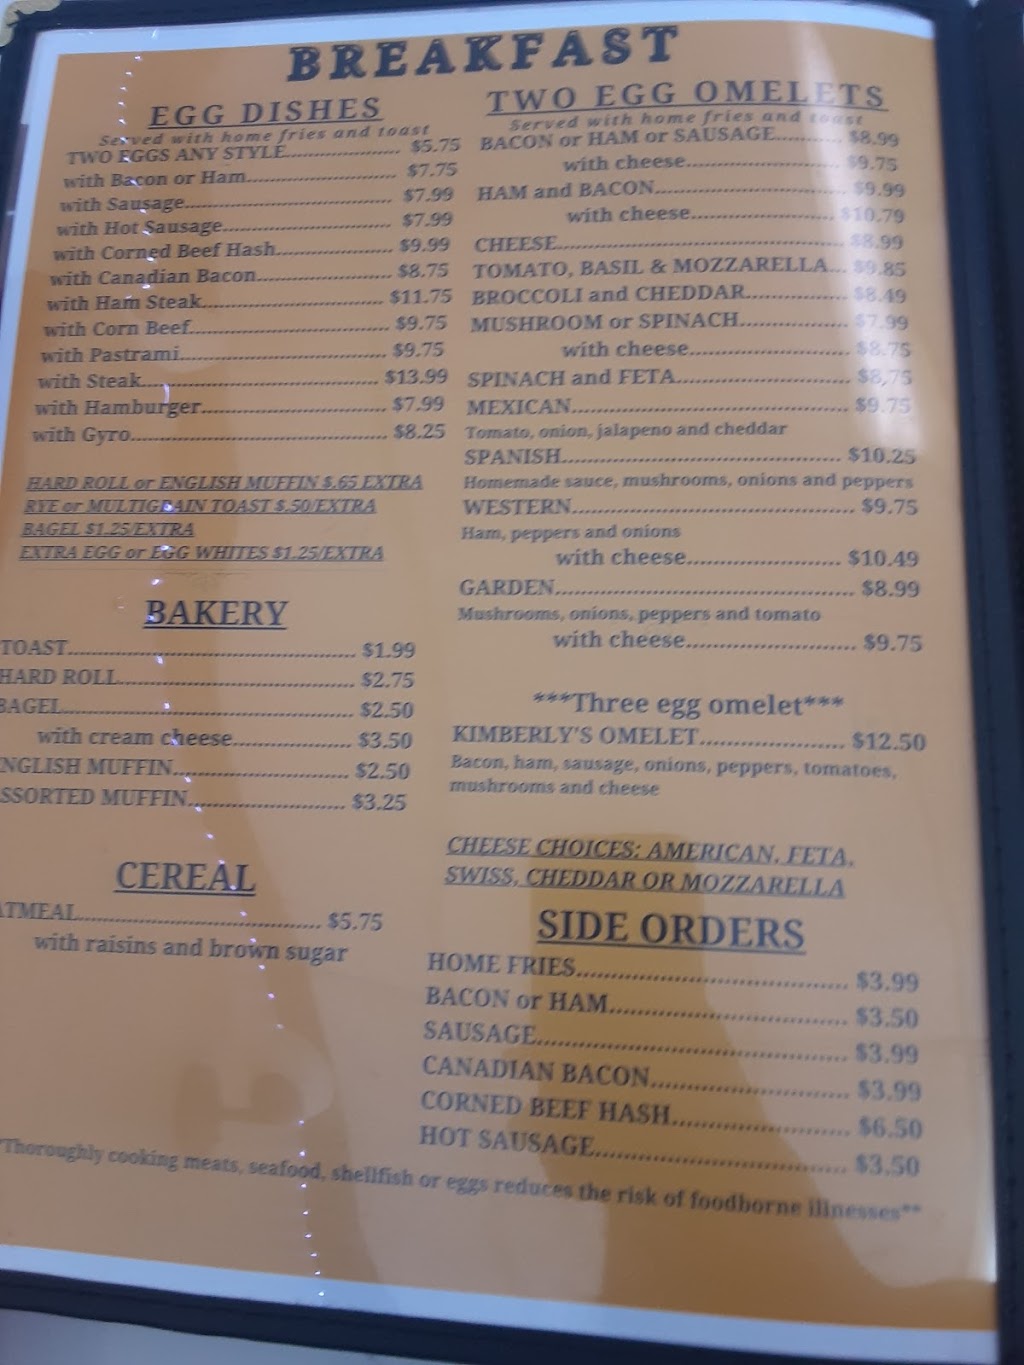 BREAKFAST
EGG DISHES
Served with home fries and toast
TWO EGGS ANY STYLE.................... $5.75
with Bacon or Ham.......................... $7.75
with Sausage.................................... $7.99
with Hot Sausage............................. $7.99
with Corned Beef Hash.................... $9.99
with Canadian Bacon....................... $8.75
with Ham Steak............................... $11.75
with Corn Beef.................................. $9.75
with Pastrami.................................... $9.75
with Steak........................................ $13.99
with Hamburger................................ $7.99
with Gyro............................................ $8.25
HARD ROLL or ENGLISH MUFFIN $.65 EXTRA
RYE or MULTIGRAIN TOAST $.50/EXTRA
BAGEL $1.25/EXTRA
EXTRA EGG or EGG WHITES $1.25/EXTRA
BAKERY
TOAST............................................. $1.99
HARD ROLL..................................... $2.75
BAGEL.............................................. $2.50
with cream cheese.................. $3.50
NGLISH MUFFIN........................... $2.50
SSORTED MUFFIN........................ $3.25
CEREAL
ATMEAL...................................... $5.75
with raisins and brown sugar
TWO EGG OMELETS
Served with home fries and toast
BACON or HAM or SAUSAGE........... $8.99
with cheese....................... $9.75
HAM and BACON............................. $9.99
with cheese..................... $10.79
CHEESE.............................................. $8.99
TOMATO, BASIL & MOZZARELLA... $9.85
BROCCOLI and CHEDDAR................ $8.49
MUSHROOM or SPINACH................. $7.99
with cheese......................... $8.75
SPINACH and FETA........................... $8,75
MEXICAN........................................... $9.75
Tomato, onion, jalapeno and cheddar
SPANISH........................................... $10.25
Homemade sauce, mushrooms, onions and peppers
WESTERN........................................... $9.75
Ham, peppers and onions
with cheese......................... $10.49
GARDEN.............................................. $8.99
Mushrooms, onions, peppers and tomato
with cheese........................... $9.75
***Three egg omelet***
KIMBERLY'S OMELET..................... $12.50
Bacon, ham, sausage, onions, peppers, tomatoes,
mushrooms and cheese
CHEESE CHOICES: AMERICAN, FETA,
SWISS, CHEDDAR OR MOZZARELLA
SIDE ORDERS
HOME FRIES...................................... $3.99
BACON or HAM.................................. $3.50
SAUSAGE............................................ $3.99
CANADIAN BACON............................ $3.99
CORNED BEEF HASH........................ $6.50
HOT SAUSAGE................................... $3.50
*Thoroughly cooking meats, seafood, shellfish or eggs reduces the risk of foodborne illnesses**